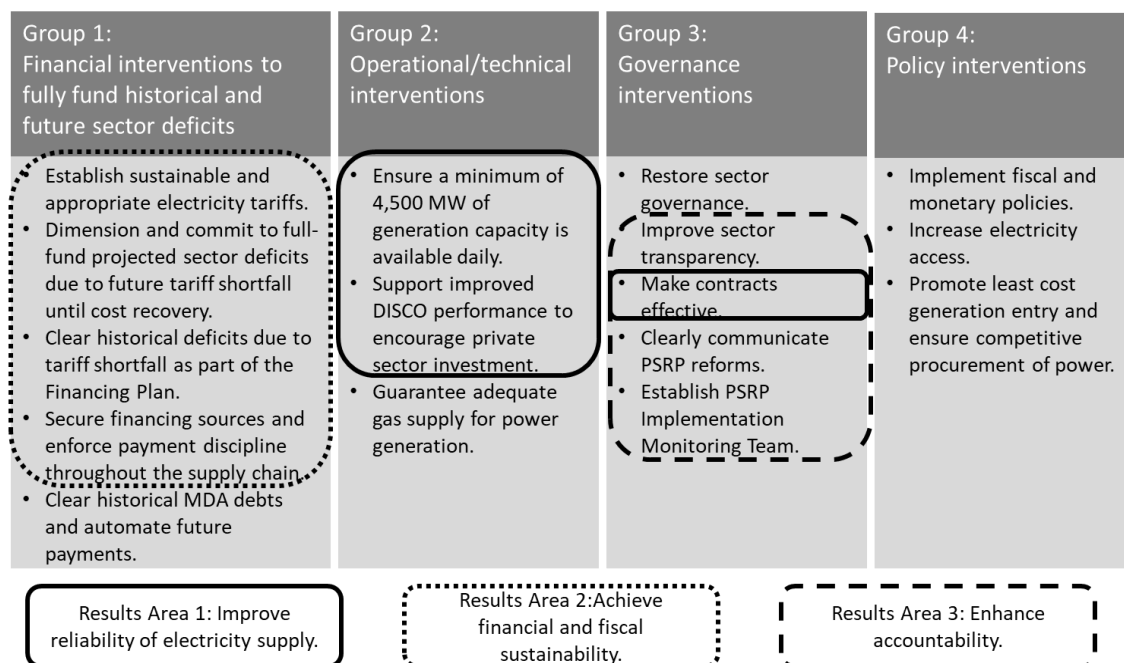 Group 1:
Financial interventions to
fully fund historical and
future sector deficits
Establish sustainable and
appropriate electricity tariffs.
• Dimension and commit to full-
fund projected sector deficits
due to future tariff shortfall
until cost recovery.
• Clear historical deficits due to
tariff shortfall as part of the
Financing Plan.
• Secure financing sources and
enforce payment discipline
throughout the supply chain.
• Clear historical MDA debts
and automate future
payments.
Group 2:
Operational/technical
interventions
• Ensure a minimum of
4,500 MW of
generation capacity is
available daily.
• Support improved
DISCO performance to
encourage private
sector investment.
• Guarantee adequate
gas supply for power
generation.
Group 3:
Governance
interventions
• Restore sector
governance.
Improve sector
transparency.
• Make contracts
effective.
• Clearly communicate
PSRP reforms.
• Establish PSRP
Implementation
Monitoring Team.
Group 4:
Policy interventions
• Implement fiscal and
monetary policies.
• Increase electricity
access.
• Promote least cost
generation entry and
ensure competitive
procurement of power.
Results Area 1: Improve
reliability of electricity supply.
Results Area 2:Achieve
financial and fiscal
sustainability.
Results Area 3: Enhance
accountability.